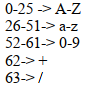 0-25 -> A-Z
26-51-> a-z
52-61-> 0-9
62-> +
63-> /